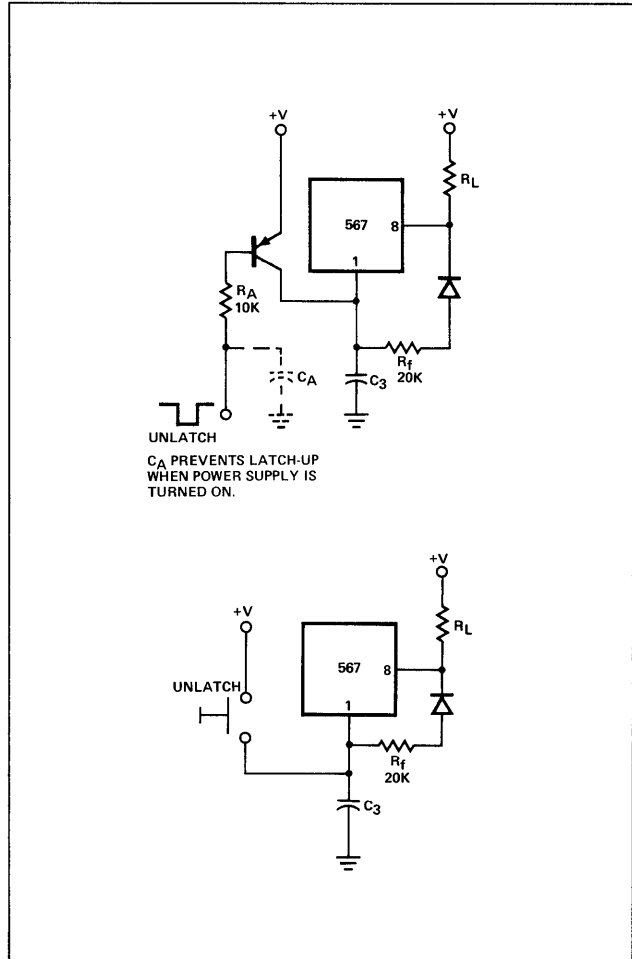 +V
+V
RL
567
8
1
RA
10K
CA
C3
Rf
20K
UNLATCH
CA PREVENTS LATCH-UP
WHEN POWER SUPPLY IS
TURNED ON.
+V
+V
RL
567
8
UNLATCH
1
Rf
20K
C3